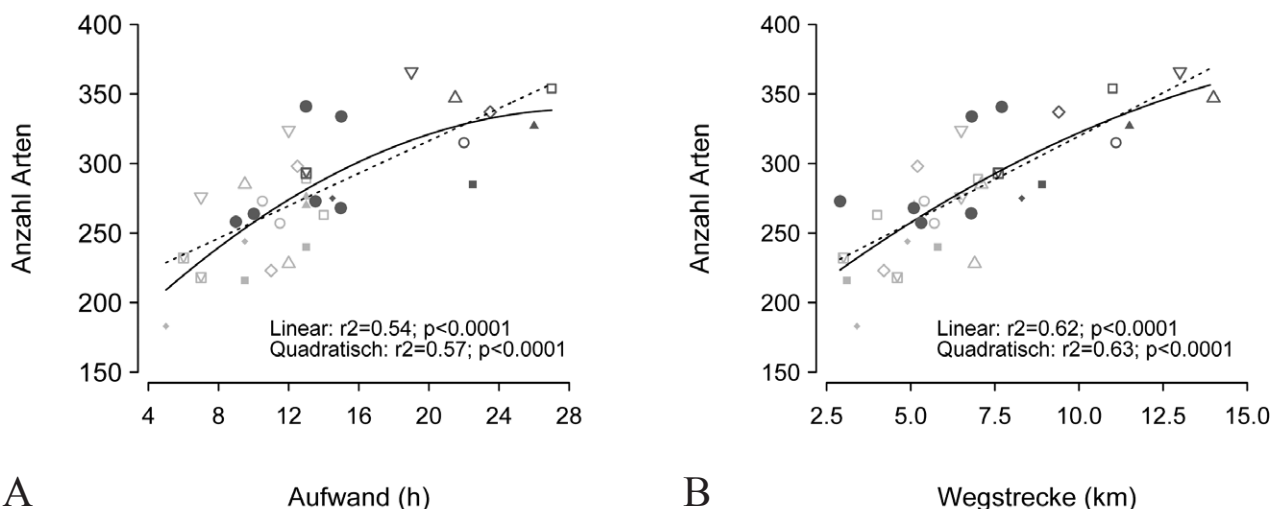 400
350
300
250
200
150
Anzahl Arten
Linear: r2=0.54; p<0.0001
Quadratisch: r2=0.57; p<0.0001
4 8 12 16 20 24 28
A
Aufwand (h)
400
350
300
250
200
150
Anzahl Arten
Linear: r2=0.62; p<0.0001
Quadratisch: r2=0.63; p<0.0001
2.5 5.0 7.5 10.0 12.5 15.0
B
Wegstrecke (km)